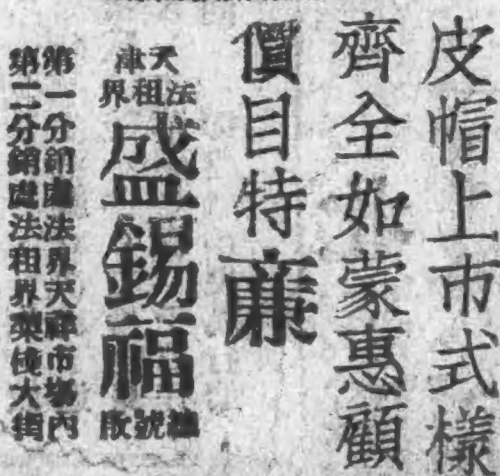 皮帽上市式樣
齊全如蒙惠顧
價目特廉
天津
法租界
盛錫福
總號啟
第一分銷處法界天祥市場內
第二分銷處法租界梨棧大街